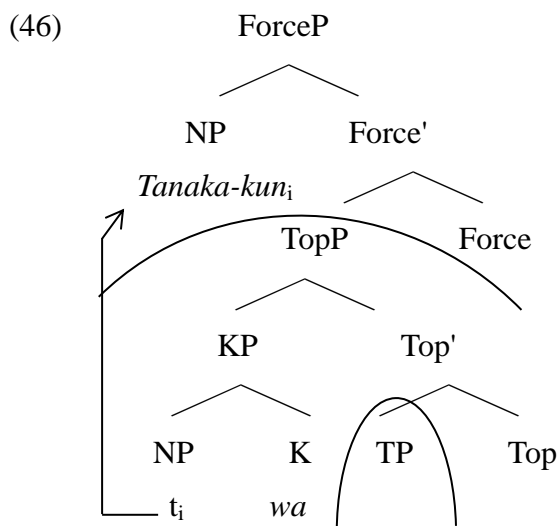 (46) ForceP
NP Force'
Tanaka-kuni
TopP Force
KP Top'
NP K TP Top
ti wa